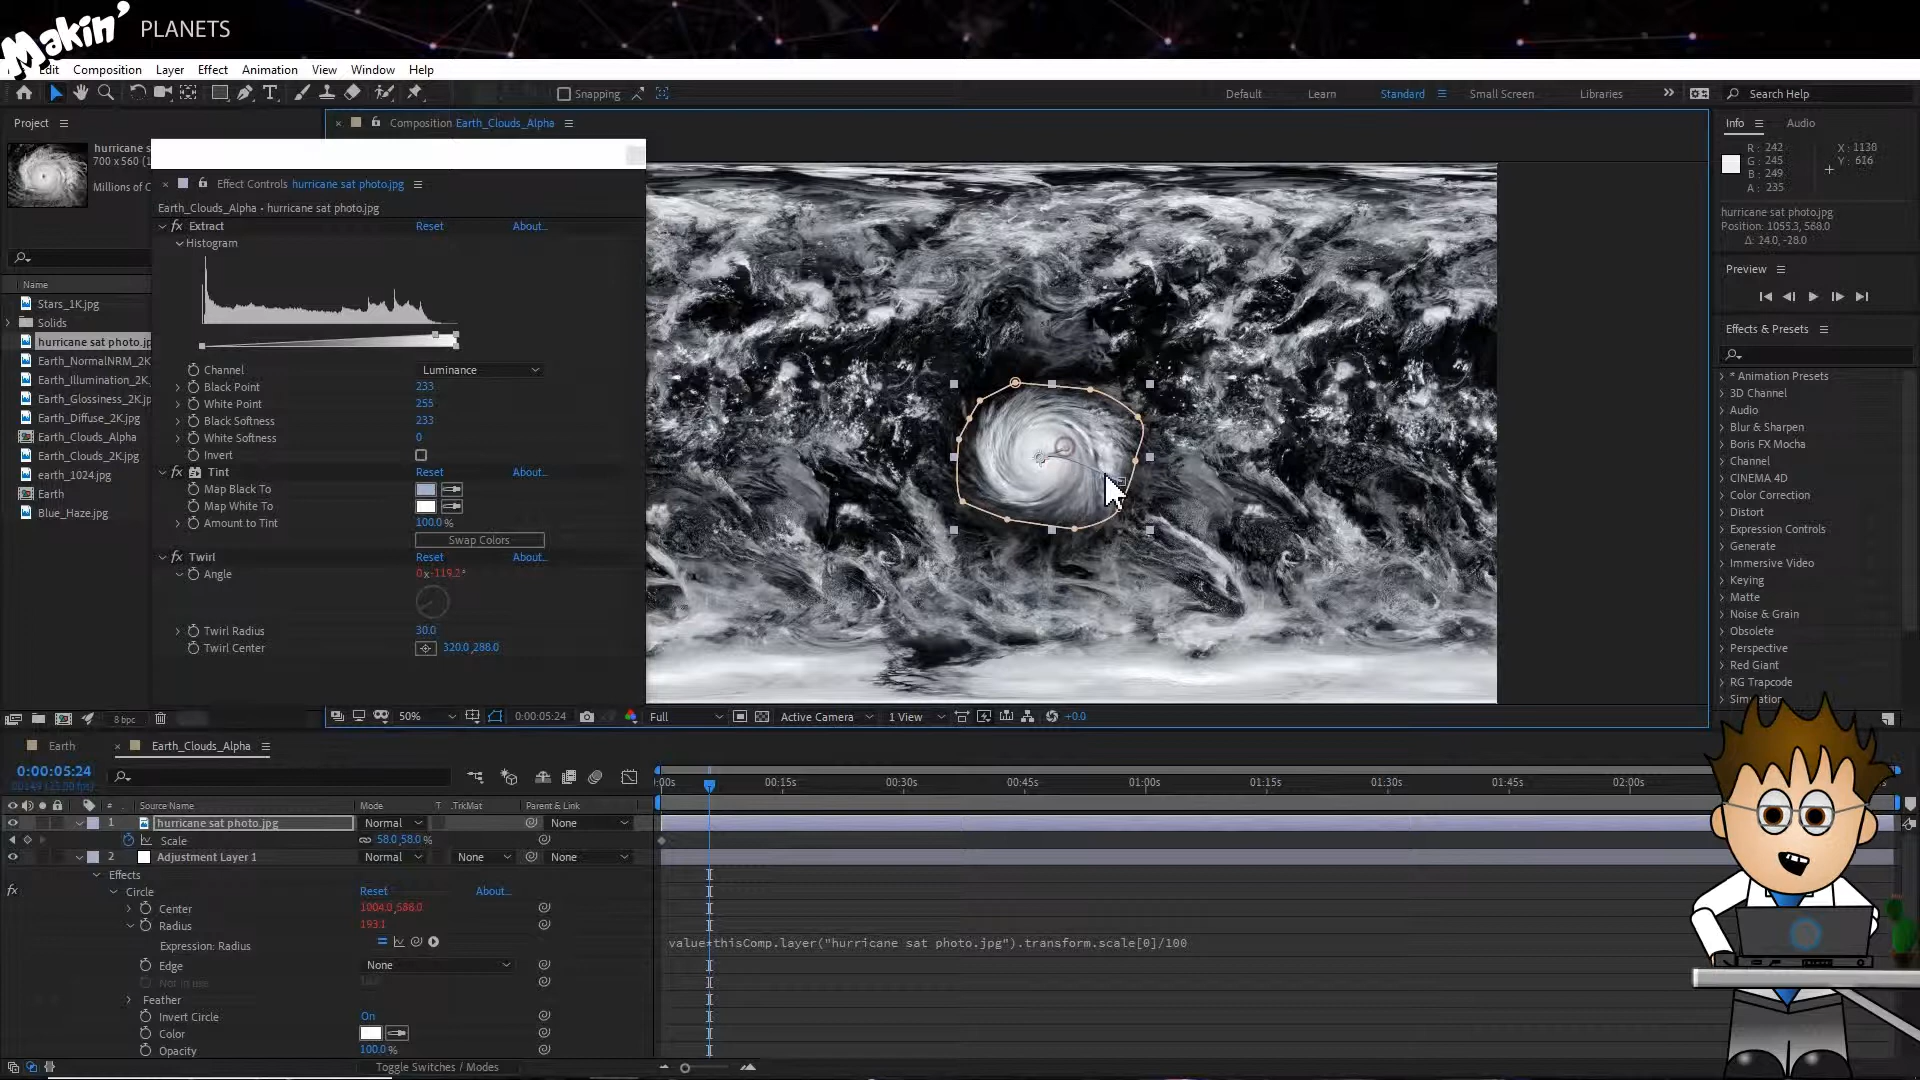 Makin' PLANETS
Edit Composition Layer Effect Animation View Window Help
Snapping
Default Learn Standard Small Screen Libraries Search Help
Project
hurricane s
700 x 560 (1
Millions of C
Name
Stars_1K.jpg
Solids
hurricane sat photo.jp
Earth_NormalNRM_2K
Earth_Illumination_2K.
Earth_Glossiness_2K.jp
Earth_Diffuse_2K.jpg
Earth_Clouds_Alpha
Earth_Clouds_2K.jpg
earth_1024.jpg
Earth
Blue_Haze.jpg
8 bpc
Composition Earth_Clouds_Alpha
Effect Controls hurricane sat photo.jpg
Earth_Clouds_Alpha • hurricane sat photo.jpg
fx Extract Reset About...
Histogram
Channel Luminance
Black Point 233
White Point 255
Black Softness 233
White Softness 0
Invert
fx Tint Reset About...
Map Black To
Map White To
Amount to Tint 100.0 %
Swap Colors
fx Twirl Reset About...
Angle 0x-119.2°
Twirl Radius 30.0
Twirl Center 320.0,288.0
50% 0:00:05:24 Full Active Camera 1 View +0.0
Info Audio
R: 242 X: 1138
G: 245 Y: 616
B: 249
A: 235
hurricane sat photo.jpg
Position: 1055.3, 588.0
Δ: 24.0, -28.0
Preview
Effects & Presets
* Animation Presets
3D Channel
Audio
Blur & Sharpen
Boris FX Mocha
Channel
CINEMA 4D
Color Correction
Distort
Expression Controls
Generate
Immersive Video
Keying
Matte
Noise & Grain
Obsolete
Perspective
Red Giant
RG Trapcode
Earth Earth_Clouds_Alpha
0:00:05:24
:00s 00:15s 00:30s 00:45s 01:00s 01:15s 01:30s 01:45s 02:00s
# Source Name Mode T .TrkMat Parent & Link
1 hurricane sat photo.jpg Normal None
Scale 58.0,58.0 %
2 Adjustment Layer 1 Normal None None
Effects
fx Circle Reset About...
Center 1004.0,588.0
Radius 193.1
Expression: Radius value*thisComp.layer("hurricane sat photo.jpg").transform.scale[0]/100
Edge None
Not in use
Feather
Invert Circle On
Color
Opacity 100.0 %
Toggle Switches / Modes